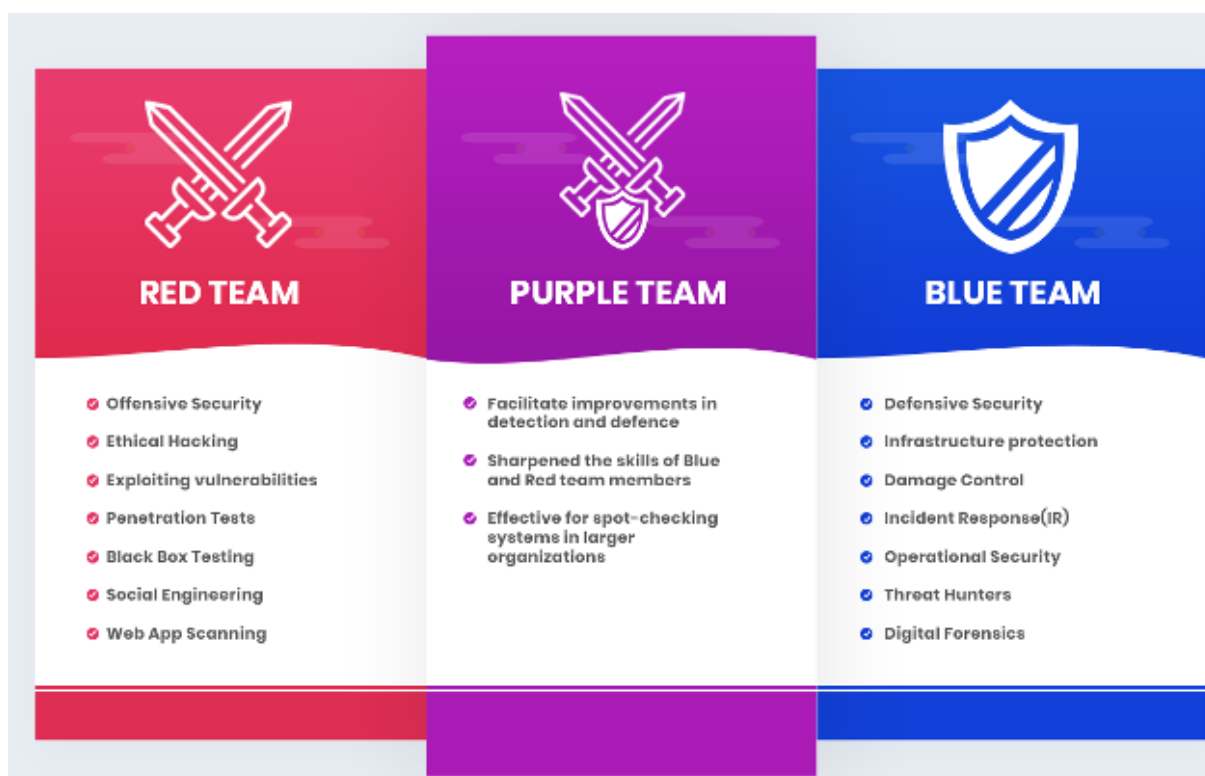 RED TEAM
Offensive Security
Ethical Hacking
Exploiting vulnerabilities
Penetration Tests
Black Box Testing
Social Engineering
Web App Scanning
PURPLE TEAM
Facilitate improvements in
detection and defence
Sharpened the skills of Blue
and Red team members
Effective for spot-checking
systems in larger
organizations
BLUE TEAM
Defensive Security
Infrastructure protection
Damage Control
Incident Response(IR)
Operational Security
Threat Hunters
Digital Forensics